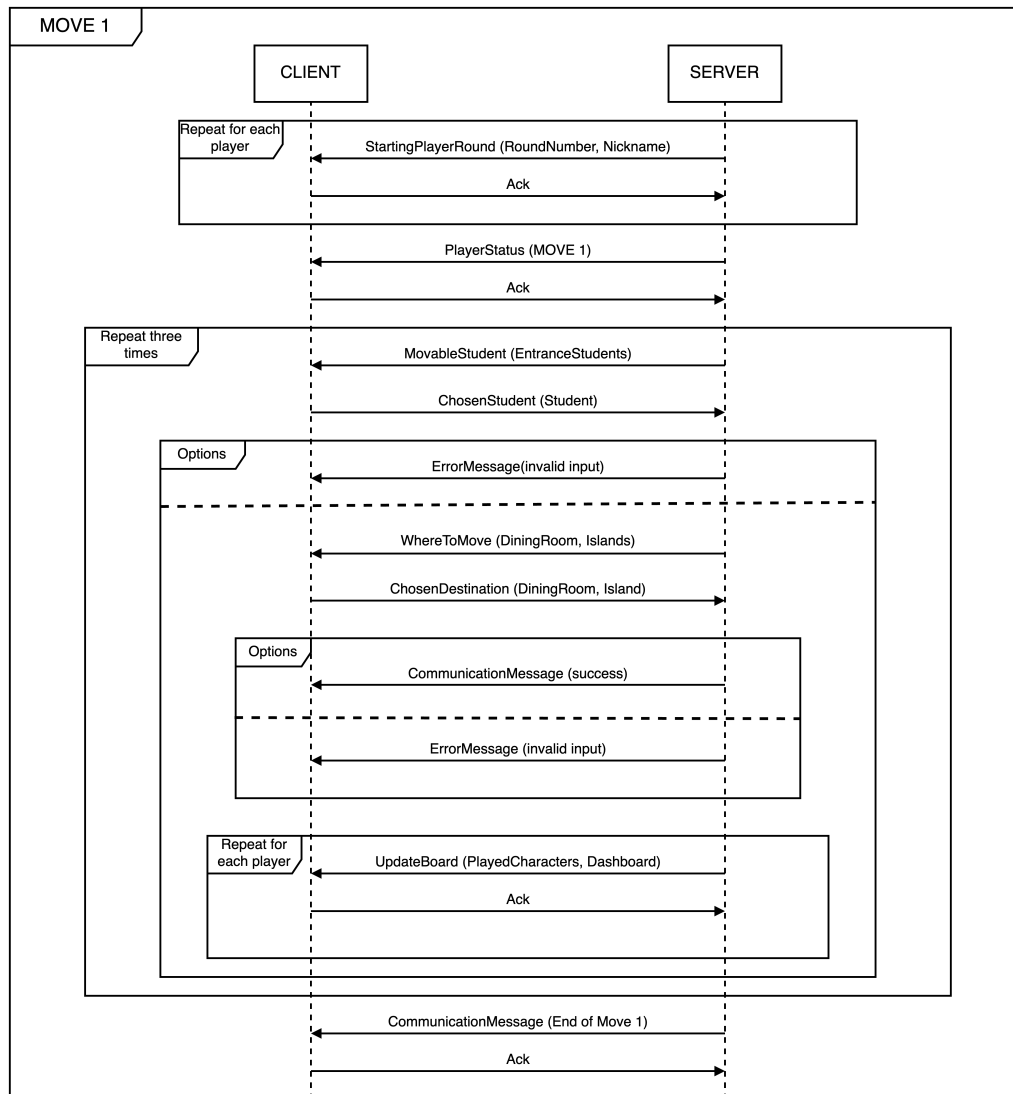 MOVE 1
CLIENT
SERVER
Repeat for each
player
StartingPlayerRound (RoundNumber, Nickname)
Ack
PlayerStatus (MOVE 1)
Ack
Repeat three
times
MovableStudent (EntranceStudents)
ChosenStudent (Student)
Options
ErrorMessage(invalid input)
WhereToMove (DiningRoom, Islands)
ChosenDestination (DiningRoom, Island)
Options
CommunicationMessage (success)
ErrorMessage (invalid input)
Repeat for
each player
UpdateBoard (PlayedCharacters, Dashboard)
Ack
CommunicationMessage (End of Move 1)
Ack